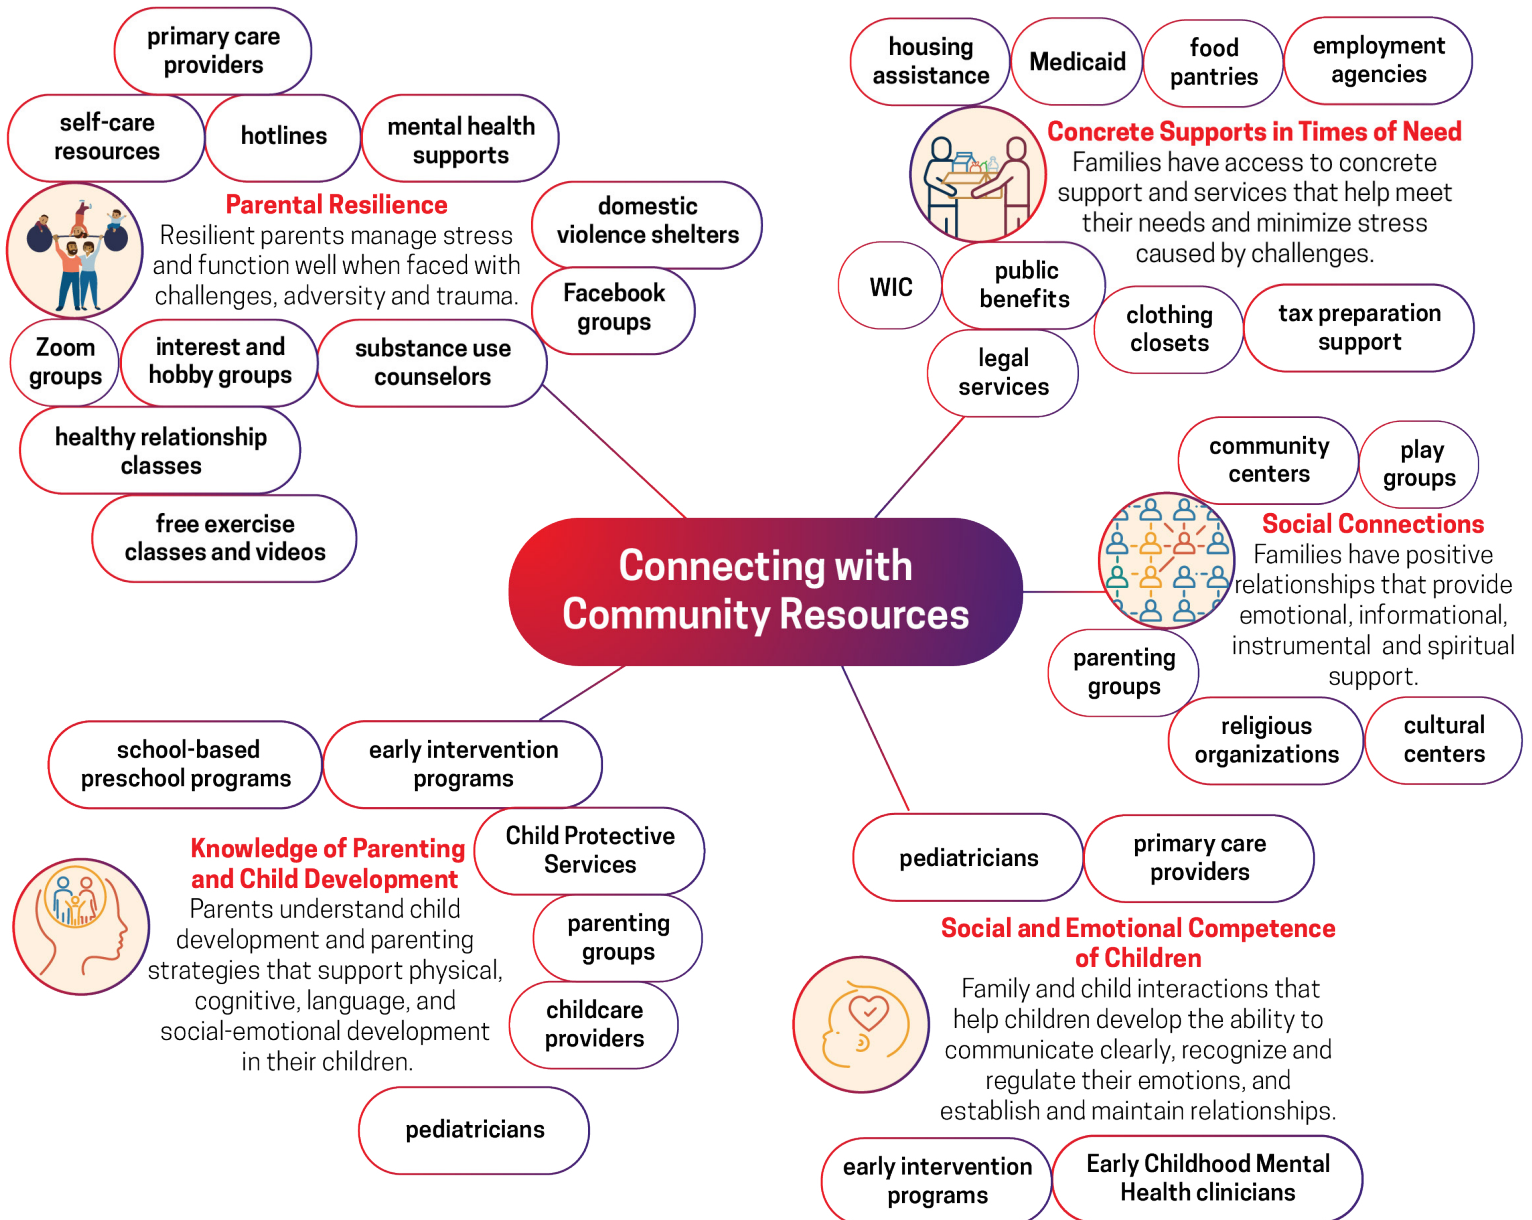 primary care
providers
self-care
resources
hotlines
mental health
supports
Parental Resilience
Resilient parents manage stress
and function well when faced with
challenges, adversity and trauma.
domestic
violence shelters
Facebook
groups
Zoom
groups
interest and
hobby groups
substance use
counselors
healthy relationship
classes
free exercise
classes and videos
housing
assistance
Medicaid
food
pantries
employment
agencies
Concrete Supports in Times of Need
Families have access to concrete
support and services that help meet
their needs and minimize stress
caused by challenges.
WIC
public
benefits
clothing
closets
tax preparation
support
legal
services
community
centers
play
groups
Social Connections
Families have positive
relationships that provide
emotional, informational,
instrumental and spiritual
support.
parenting
groups
religious
organizations
cultural
centers
Connecting with
Community Resources
school-based
preschool programs
early intervention
programs
Child Protective
Services
Knowledge of Parenting
and Child Development
Parents understand child
development and parenting
strategies that support physical,
cognitive, language, and
social-emotional development
in their children.
parenting
groups
childcare
providers
pediatricians
pediatricians
primary care
providers
Social and Emotional Competence
of Children
Family and child interactions that
help children develop the ability to
communicate clearly, recognize and
regulate their emotions, and
establish and maintain relationships.
early intervention
programs
Early Childhood Mental
Health clinicians